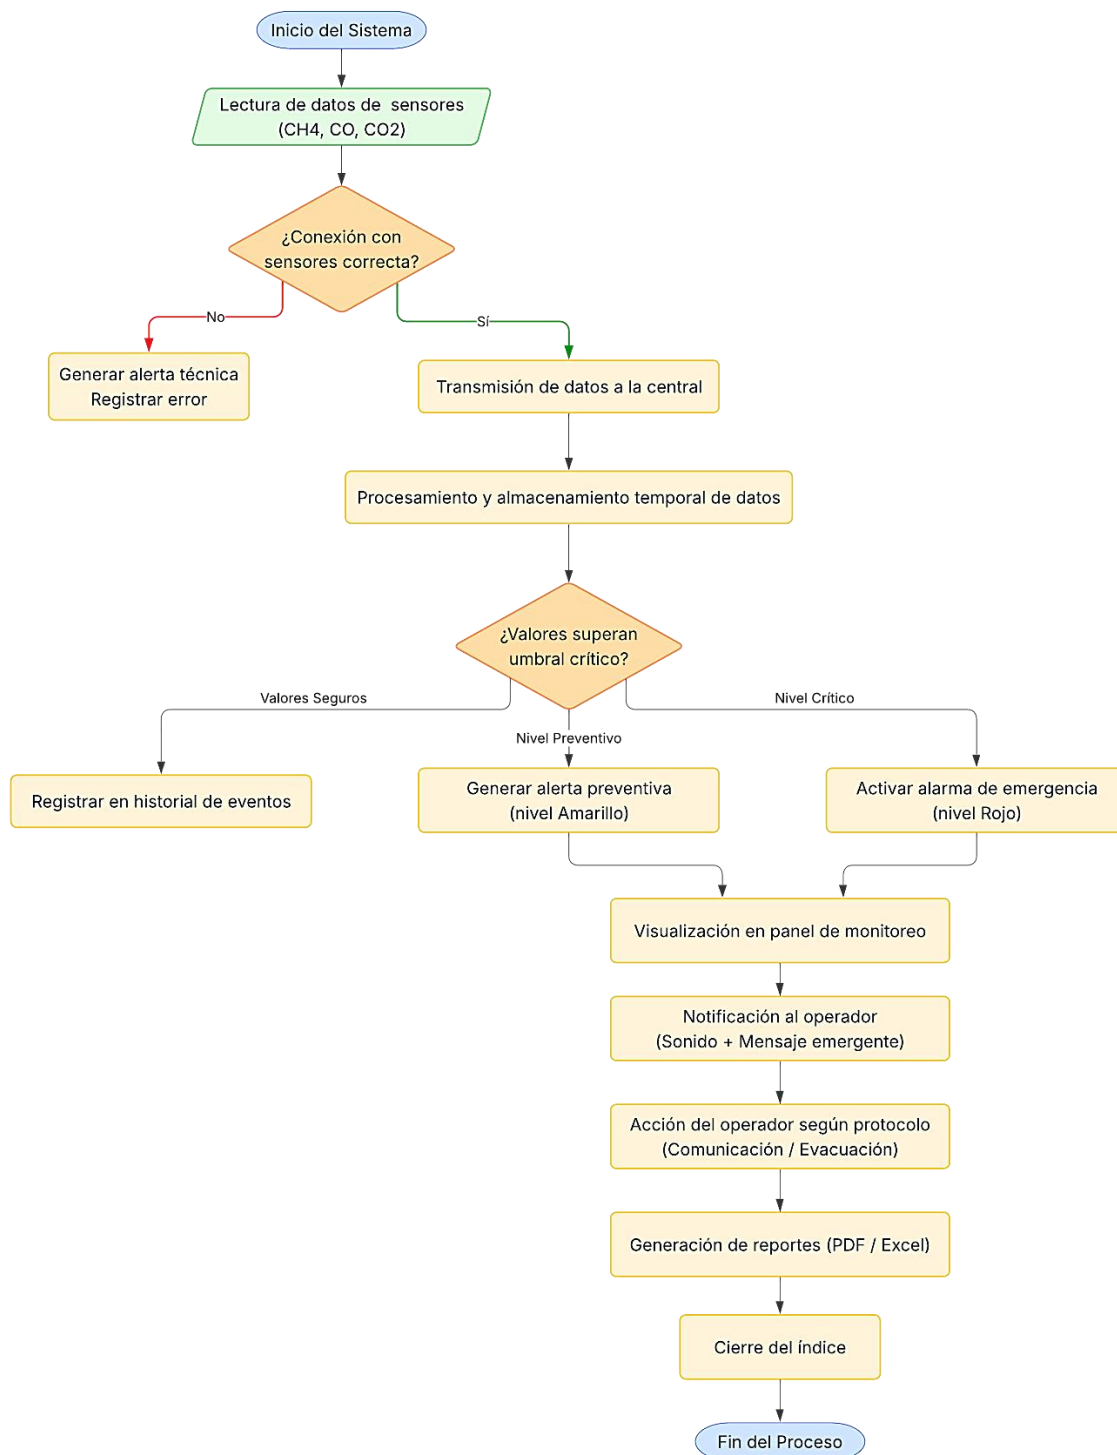 Inicio del Sistema
Lectura de datos de sensores
(CH4, CO, CO2)
¿Conexión con
sensores correcta?
No
Sí
Generar alerta técnica
Registrar error
Transmisión de datos a la central
Procesamiento y almacenamiento temporal de datos
¿Valores superan
umbral crítico?
Valores Seguros
Nivel Preventivo
Nivel Crítico
Registrar en historial de eventos
Generar alerta preventiva
(nivel Amarillo)
Activar alarma de emergencia
(nivel Rojo)
Visualización en panel de monitoreo
Notificación al operador
(Sonido + Mensaje emergente)
Acción del operador según protocolo
(Comunicación / Evacuación)
Generación de reportes (PDF / Excel)
Cierre del índice
Fin del Proceso